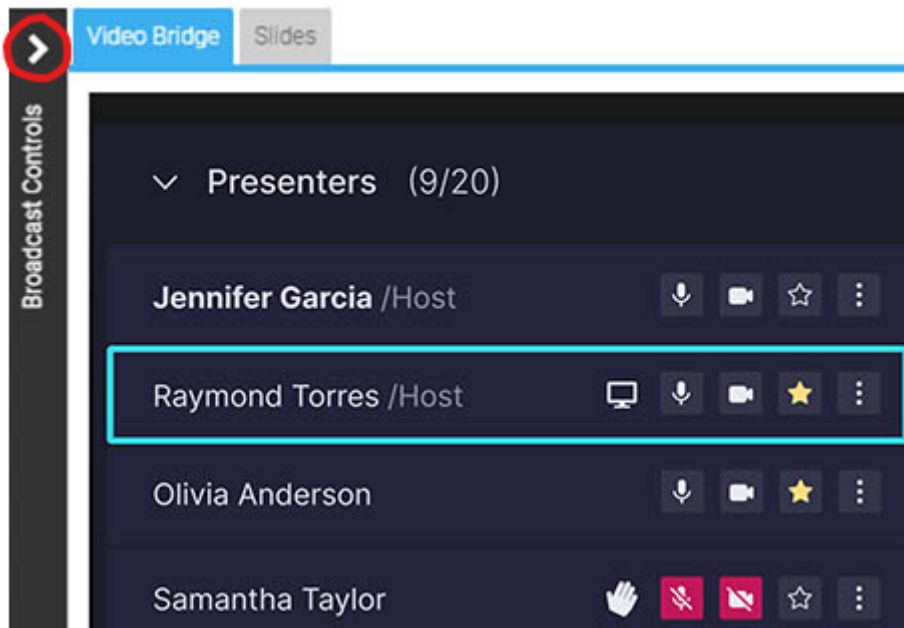 Video Bridge Slides
Broadcast Controls
Presenters (9/20)
Jennifer Garcia /Host
Raymond Torres /Host
Olivia Anderson
Samantha Taylor